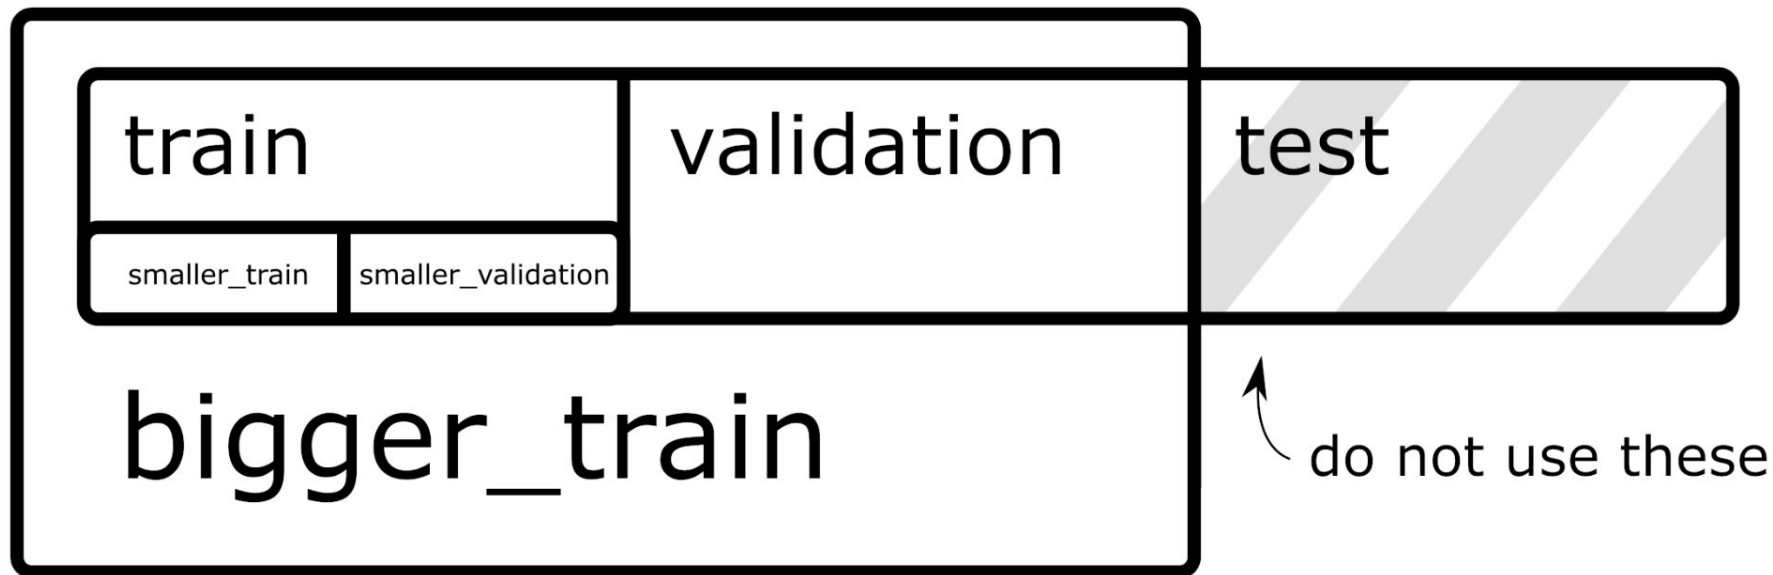 train
validation
test
smaller_train
smaller_validation
bigger_train
do not use these